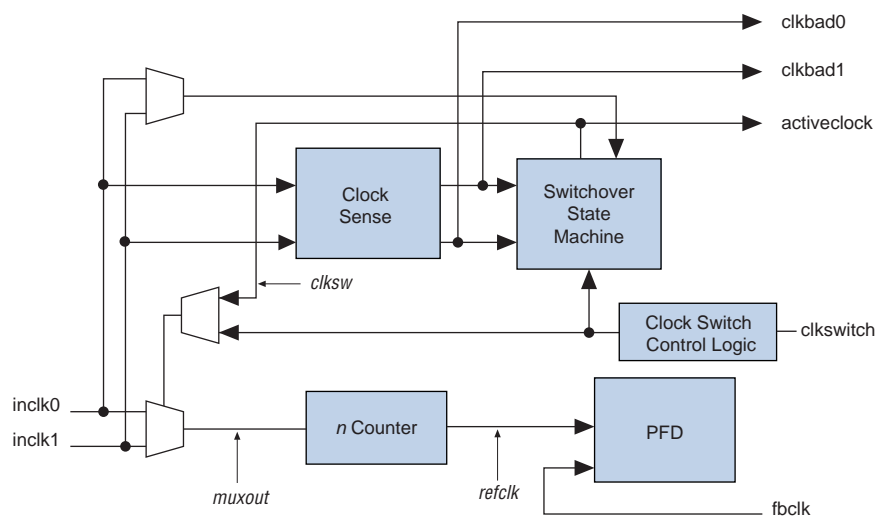 clkbad0
clkbad1
activeclock
Clock
Sense
Switchover
State
Machine
clksw
Clock Switch
Control Logic
clkswitch
inclk0
inclk1
n Counter
PFD
muxout
refclk
fbclk